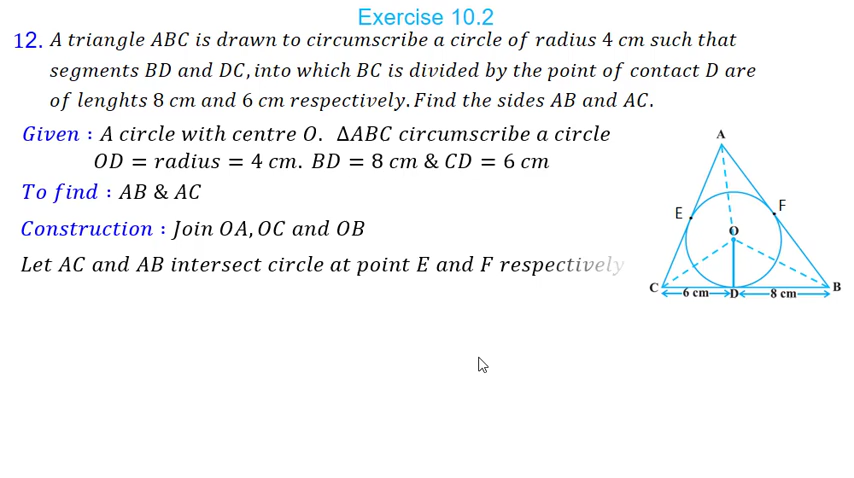 Exercise 10.2
12. A triangle ABC is drawn to circumscribe a circle of radius 4 cm such that
segments BD and DC, into which BC is divided by the point of contact D are
of lenghts 8 cm and 6 cm respectively. Find the sides AB and AC.
Given : A circle with centre O. ΔABC circumscribe a circle
OD = radius = 4 cm. BD = 8 cm & CD = 6 cm
To find : AB & AC
Construction : Join OA, OC and OB
Let AC and AB intersect circle at point E and F respectively
A
E
F
O
C
6 cm
D
8 cm
B